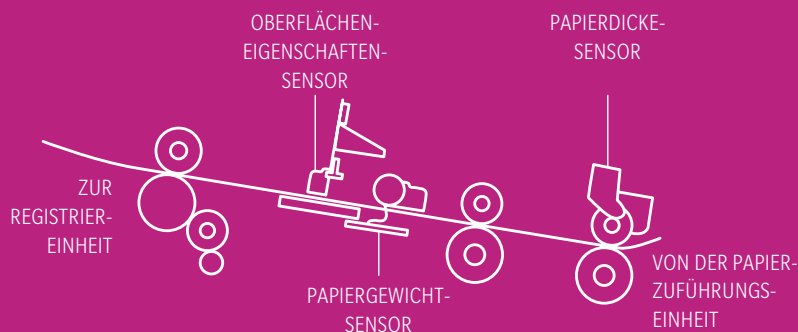 OBERFLÄCHEN-
EIGENSCHAFTEN-
SENSOR
PAPIERDICKE-
SENSOR
ZUR
REGISTRIER-
EINHEIT
PAPIERGEWICHT-
SENSOR
VON DER PAPIER-
ZUFÜHRUNGS-
EINHEIT